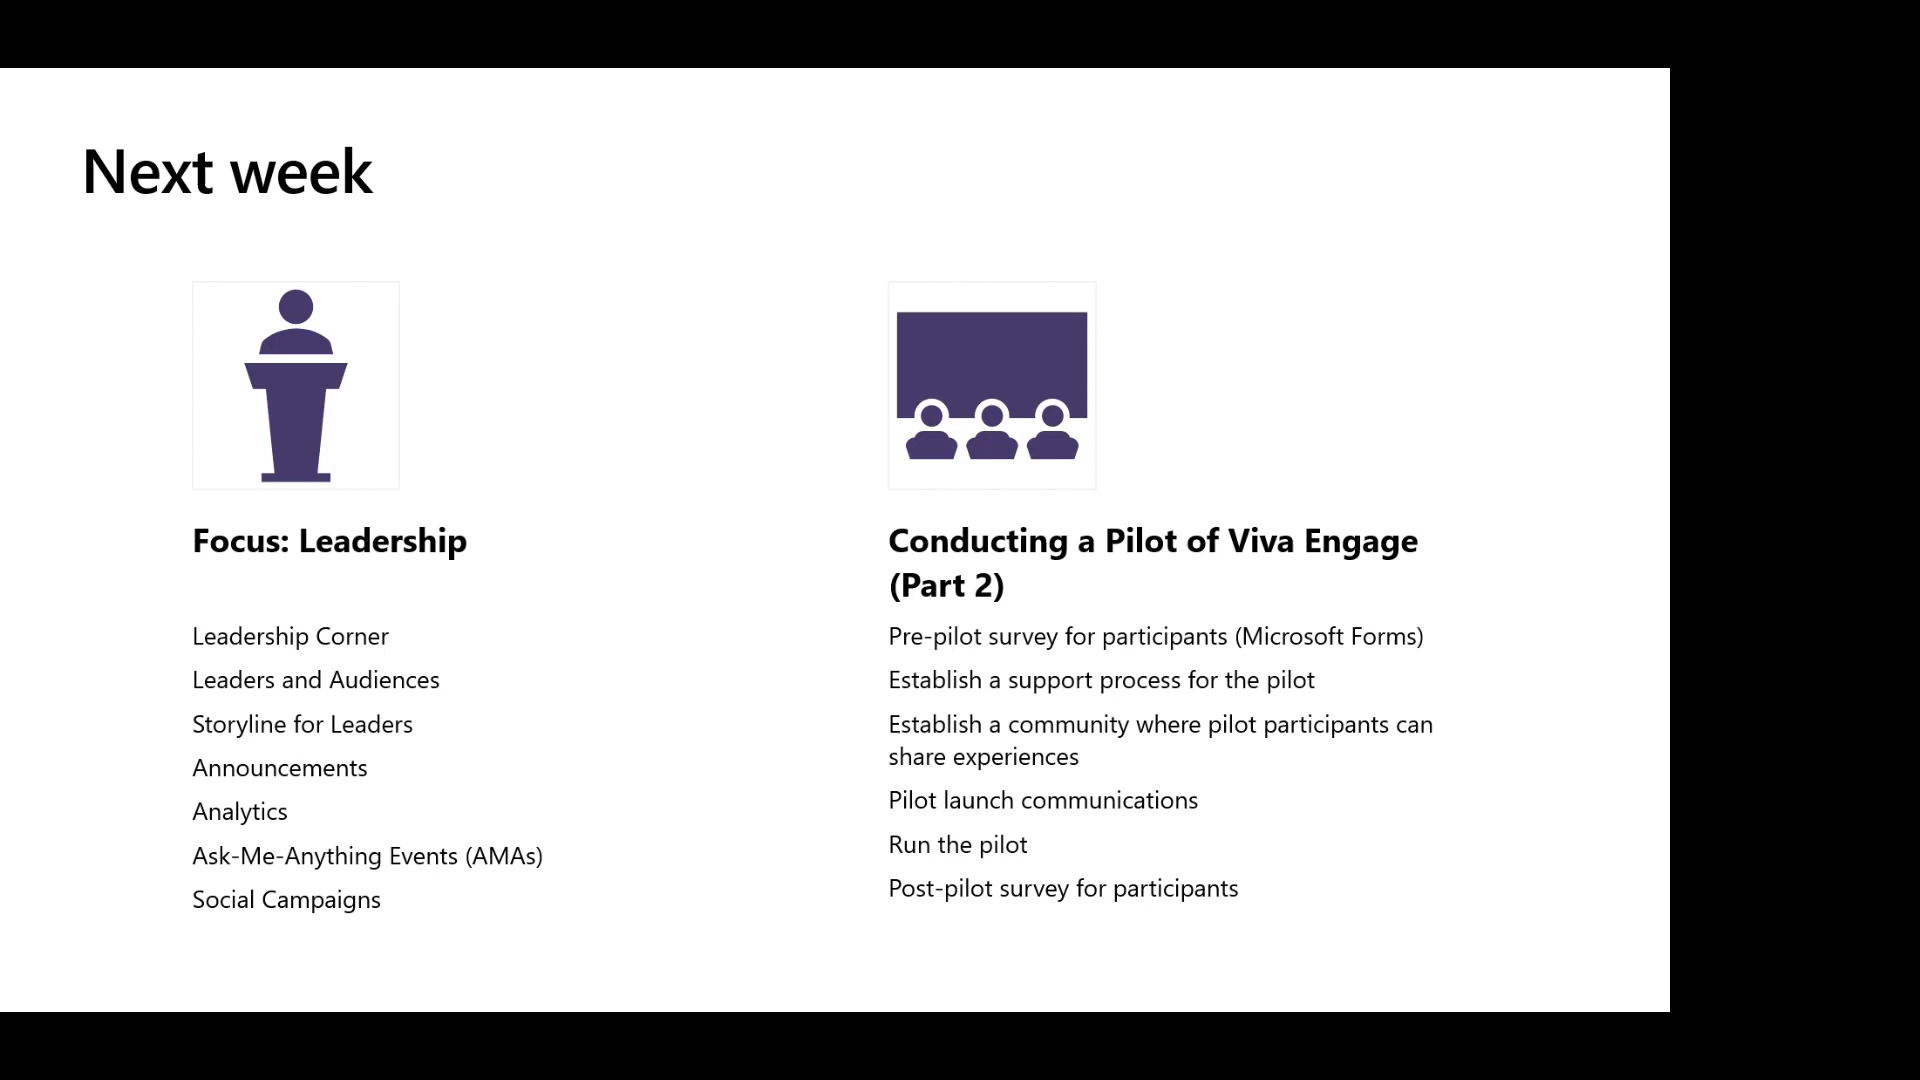 Next week
Focus: Leadership
Leadership Corner
Leaders and Audiences
Storyline for Leaders
Announcements
Analytics
Ask-Me-Anything Events (AMAs)
Social Campaigns
Conducting a Pilot of Viva Engage
(Part 2)
Pre-pilot survey for participants (Microsoft Forms)
Establish a support process for the pilot
Establish a community where pilot participants can
share experiences
Pilot launch communications
Run the pilot
Post-pilot survey for participants